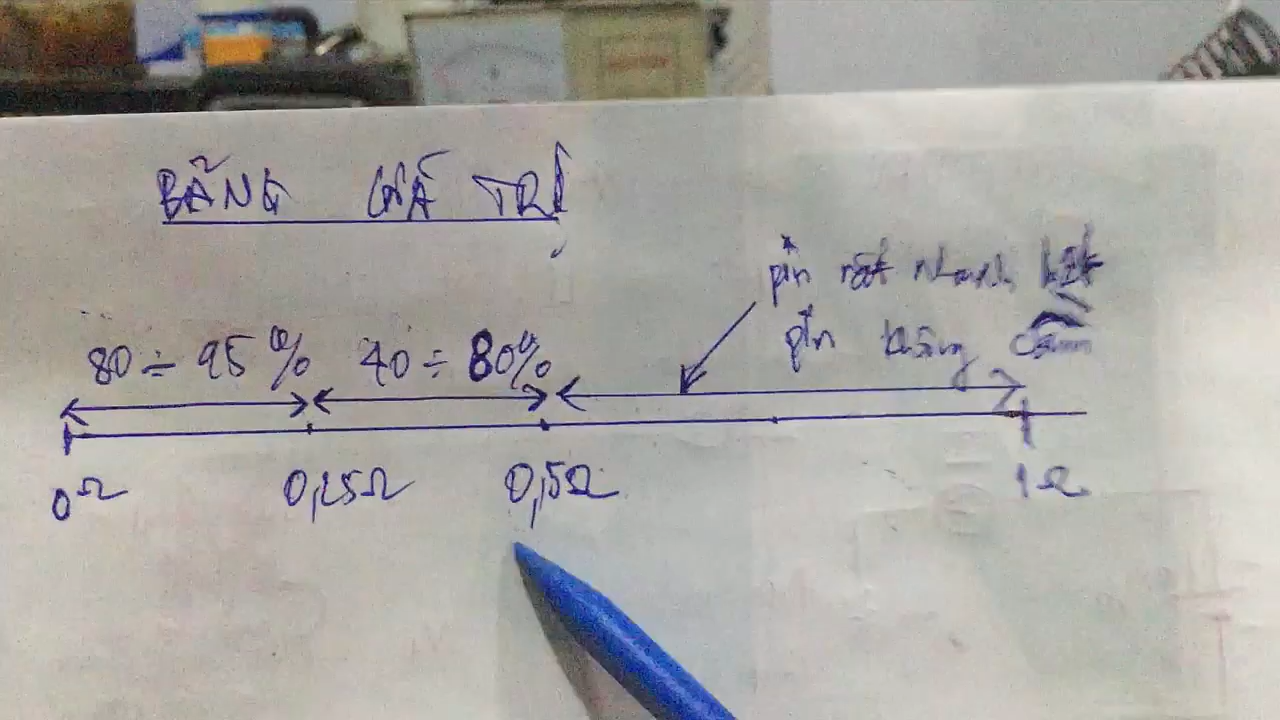 BẢNG GIÁ TRỊ
pin rất nhanh hết
pin không
80 ÷ 95% 40 ÷ 80%
0Ω 0,25Ω 0,5Ω 1Ω